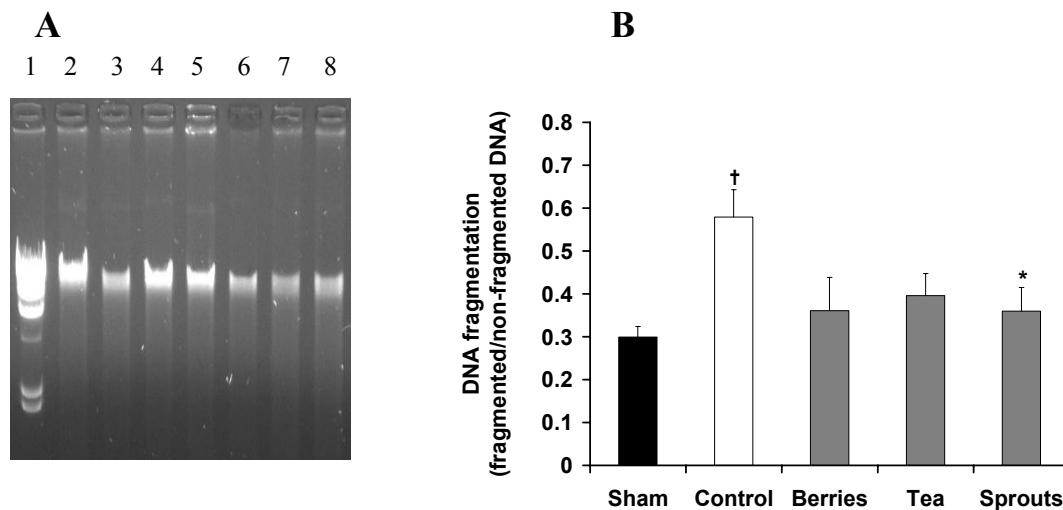 A
B
1 2 3 4 5 6 7 8
DNA fragmentation
(fragmented/non-fragmented DNA)
0.8
0.7
0.6
0.5
0.4
0.3
0.2
0.1
0
†
*
Sham Control Berries Tea Sprouts